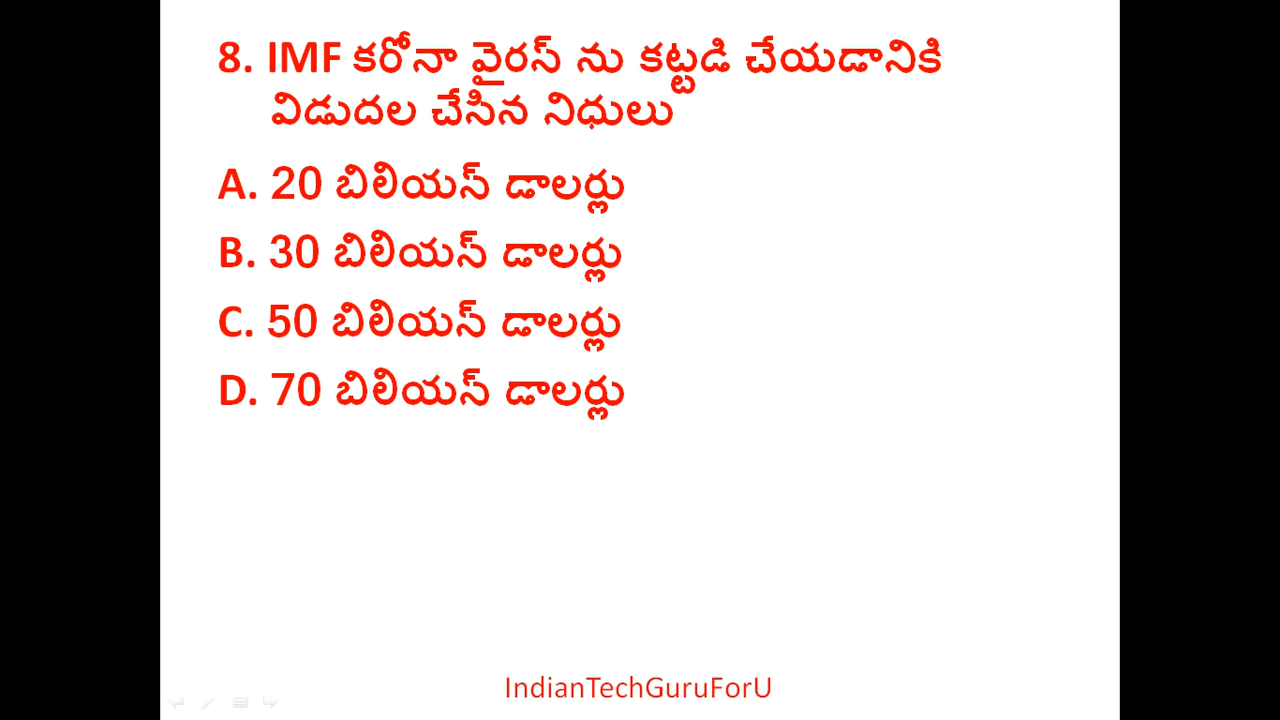 8. IMF కరోనా వైరస్ ను కట్టడి చేయడానికి
విడుదల చేసిన నిధులు
A. 20 బిలియన్ డాలర్లు
B. 30 బిలియన్ డాలర్లు
C. 50 బిలియన్ డాలర్లు
D. 70 బిలియన్ డాలర్లు
IndianTechGuruForU